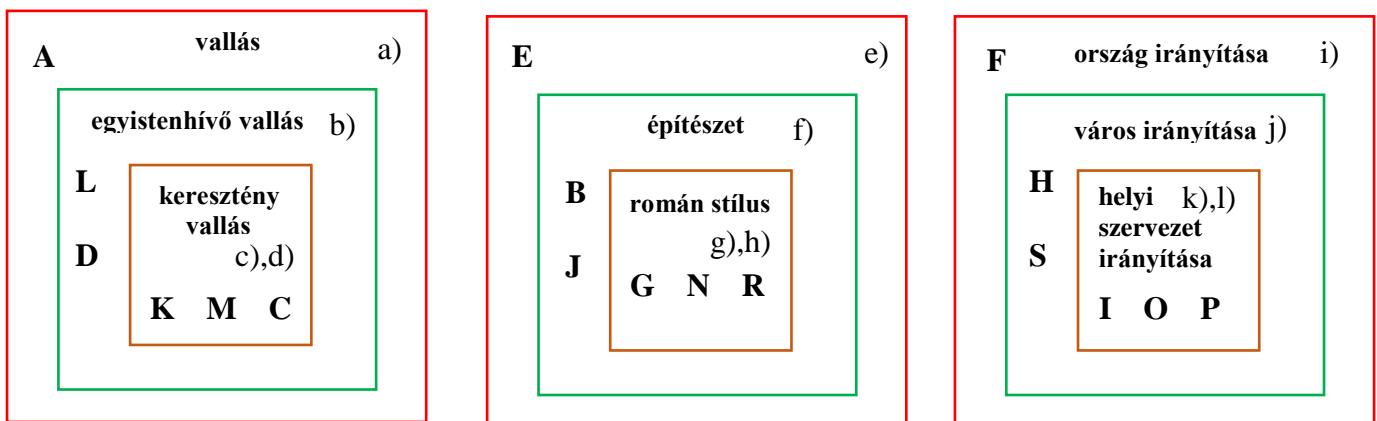 A vallás a)
egyistenhívő vallás b)
L
keresztény
vallás
D c),d)
K M C
E e)
építészet f)
B román stílus
g),h)
J
G N R
F ország irányítása i)
város irányítása j)
H helyi k),l)
szervezet
S irányítása
I O P